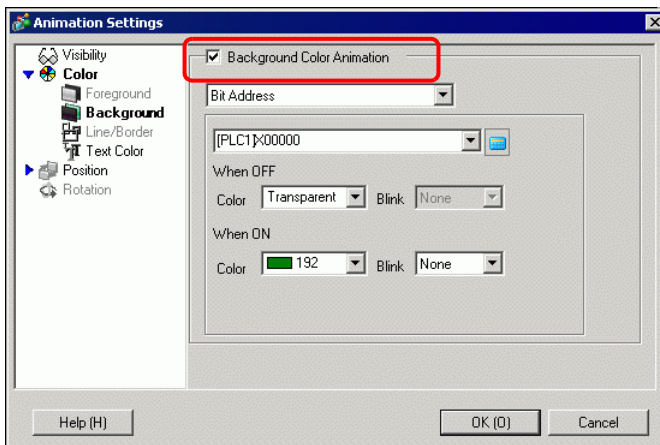 Animation Settings
Visibility
Color
Foreground
Background
Line/Border
Text Color
Position
Rotation
Background Color Animation
Bit Address
[PLC1]X00000
When OFF
Color Transparent Blink None
When ON
Color 192 Blink None
Help (H)
OK (O)
Cancel